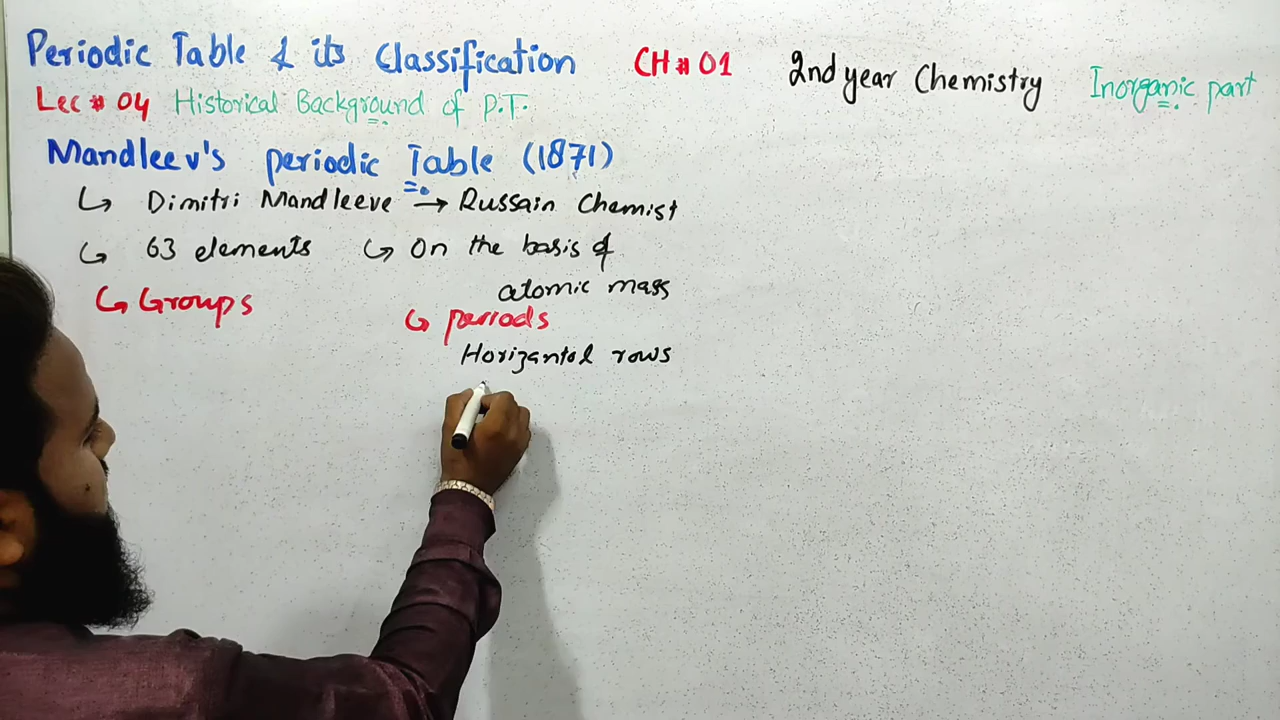 Periodic Table & its Classification CH # 01 2nd year Chemistry Inorganic part
Lec # 04 Historical Background of P.T.
Mandleev's periodic Table (1871)
↳ Dimitri Mandleeve → Russain Chemist
↳ 63 elements ↳ On the basis of
atomic mass
↳ Groups ↳ periods
Horizantal rows